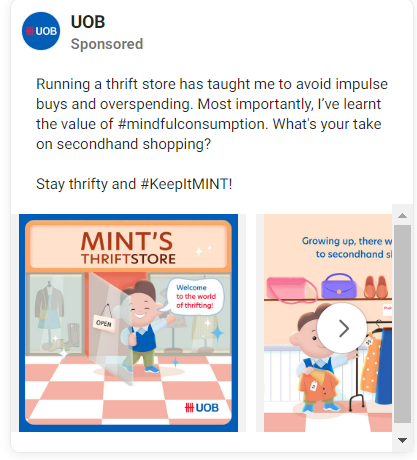 UOB
UOB
Sponsored
Running a thrift store has taught me to avoid impulse
buys and overspending. Most importantly, I've learnt
the value of #mindfulconsumption. What's your take
on secondhand shopping?
Stay thrifty and #KeepItMINT!
MINT'S
THRIFTSTORE
Welcome
to the world
of thrifting!
OPEN
UOB
Growing up, there w
to secondhand s